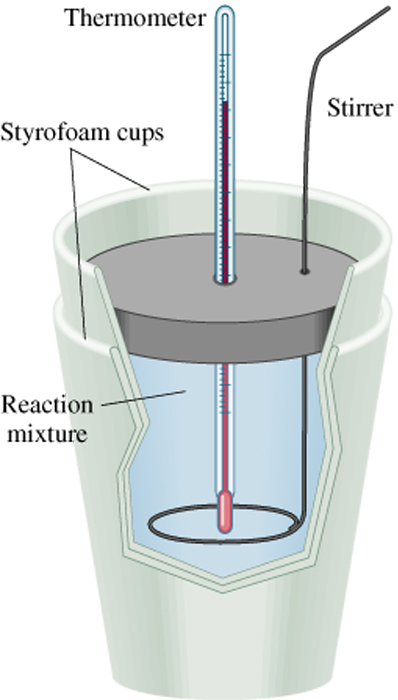 Thermometer
Stirrer
Styrofoam cups
Reaction
mixture